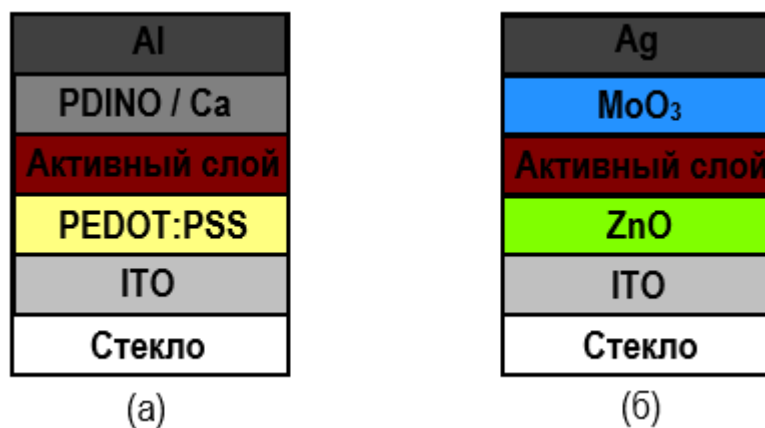 Al
PDINO / Ca
Активный слой
PEDOT:PSS
ITO
Стекло
(а)
Ag
MoO₃
Активный слой
ZnO
ITO
Стекло
(б)